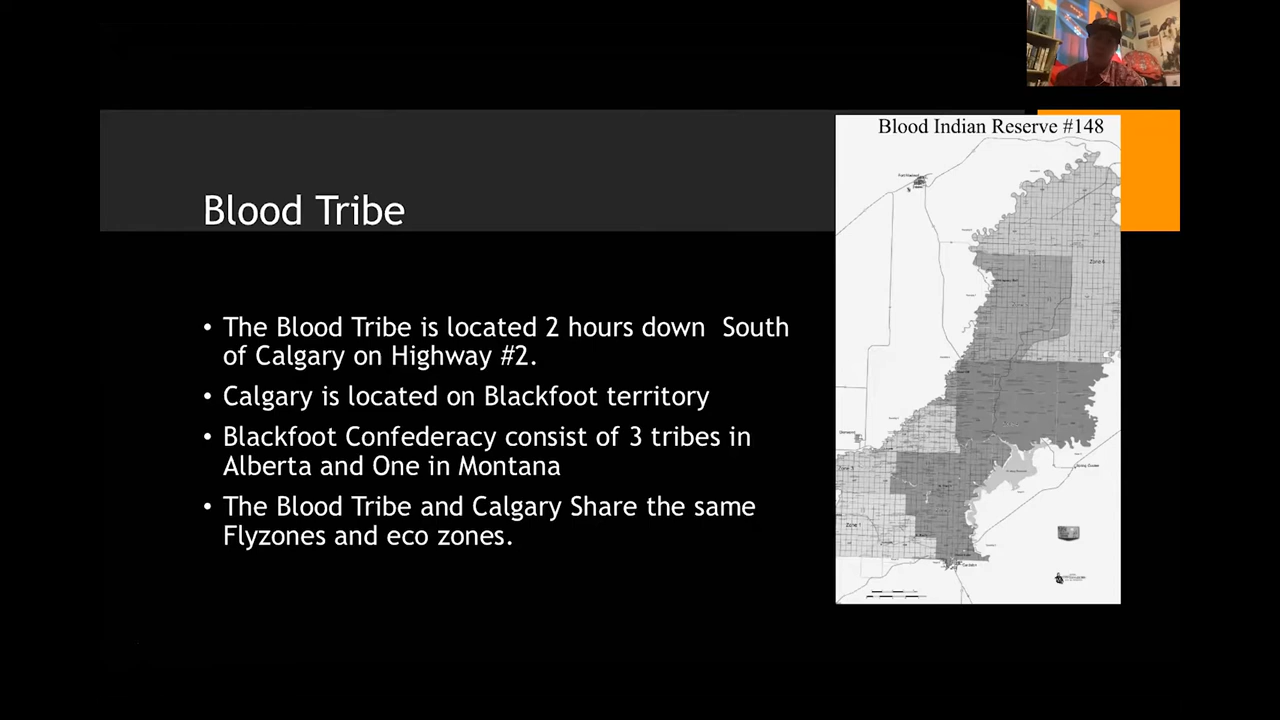 Blood Indian Reserve #148
Blood Tribe
• The Blood Tribe is located 2 hours down  South
of Calgary on Highway #2.
• Calgary is located on Blackfoot territory
• Blackfoot Confederacy consist of 3 tribes in
Alberta and One in Montana
• The Blood Tribe and Calgary Share the same
Flyzones and eco zones.